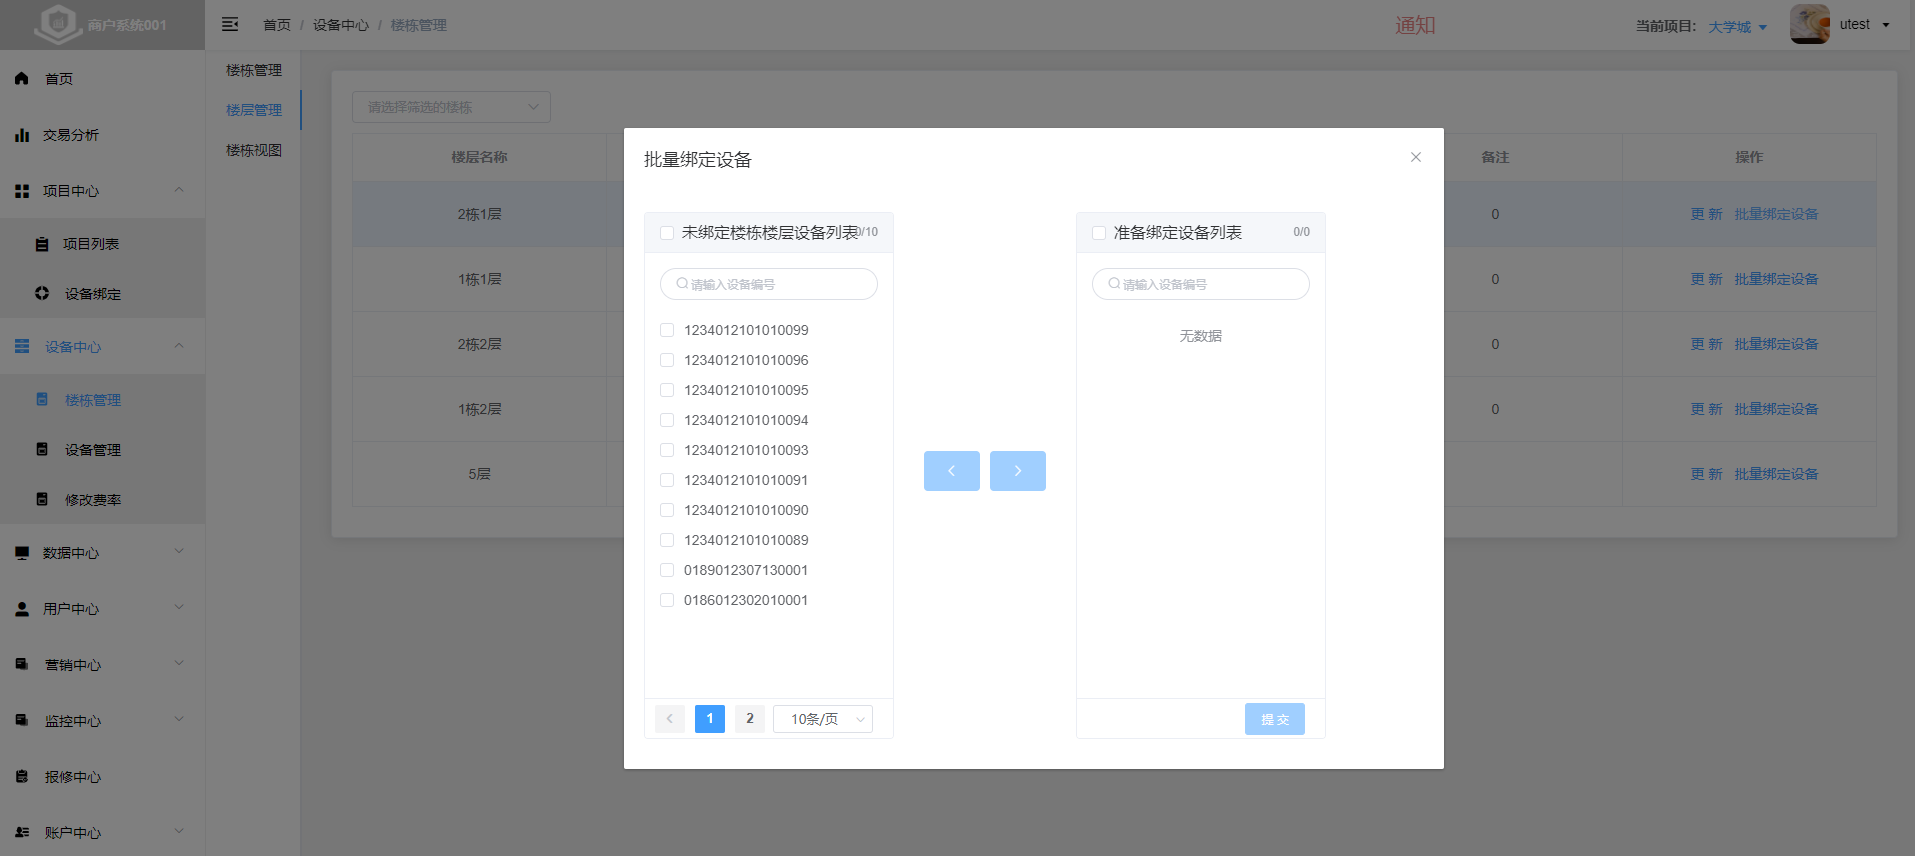 商户系统001
首页 / 设备中心 / 楼栋管理
通知
当前项目: 大学城
utest
首页
交易分析
项目中心
项目列表
设备绑定
设备中心
楼栋管理
设备管理
修改费率
数据中心
用户中心
营销中心
监控中心
报修中心
账户中心
楼栋管理
楼层管理
楼栋视图
请选择筛选的楼栋
楼层名称 备注 操作
2栋1层 0 更 新 批量绑定设备
1栋1层 0 更 新 批量绑定设备
2栋2层 0 更 新 批量绑定设备
1栋2层 0 更 新 批量绑定设备
5层 更 新 批量绑定设备
批量绑定设备
未绑定楼栋楼层设备列表 0/10
请输入设备编号
1234012101010099
1234012101010096
1234012101010095
1234012101010094
1234012101010093
1234012101010091
1234012101010090
1234012101010089
0189012307130001
0186012302010001
1 2 10条/页
准备绑定设备列表 0/0
请输入设备编号
无数据
提 交